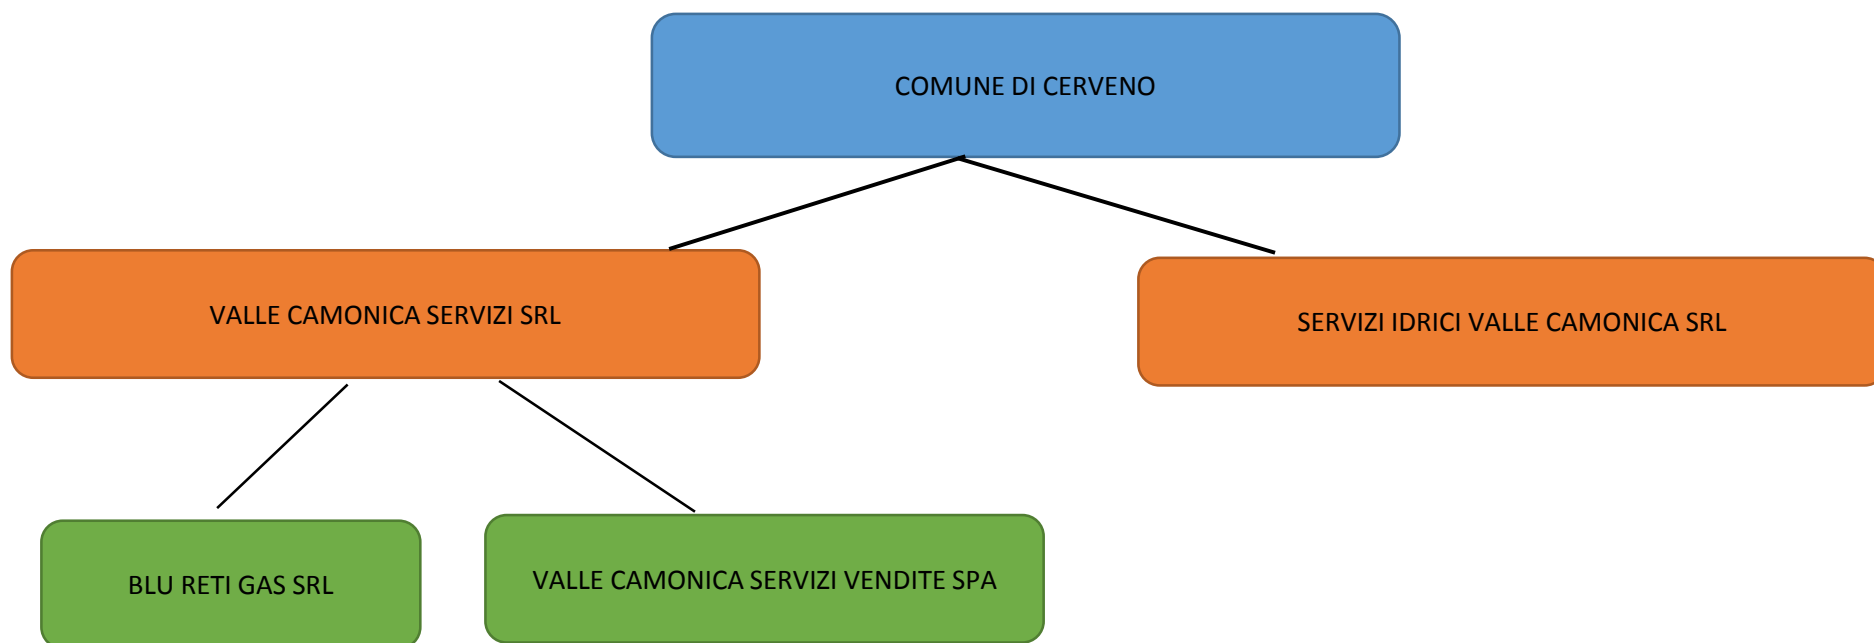 COMUNE DI CERVENO
VALLE CAMONICA SERVIZI SRL
SERVIZI IDRICI VALLE CAMONICA SRL
BLU RETI GAS SRL
VALLE CAMONICA SERVIZI VENDITE SPA